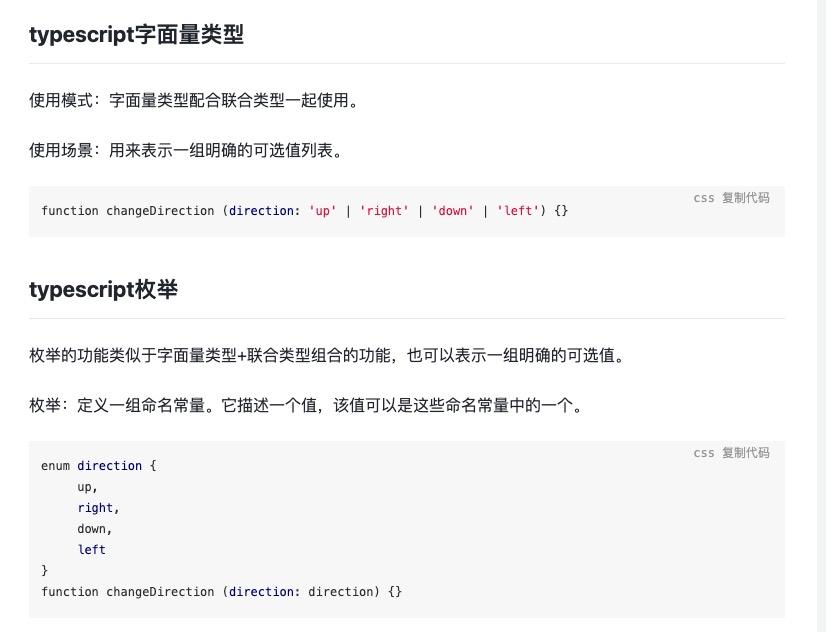 typescript字面量类型
使用模式：字面量类型配合联合类型一起使用。
使用场景：用来表示一组明确的可选值列表。
css 复制代码
function changeDirection (direction: 'up' | 'right' | 'down' | 'left') {}
typescript枚举
枚举的功能类似于字面量类型+联合类型组合的功能，也可以表示一组明确的可选值。
枚举：定义一组命名常量。它描述一个值，该值可以是这些命名常量中的一个。
css 复制代码
enum direction {
     up,
     right,
     down,
     left
}
function changeDirection (direction: direction) {}